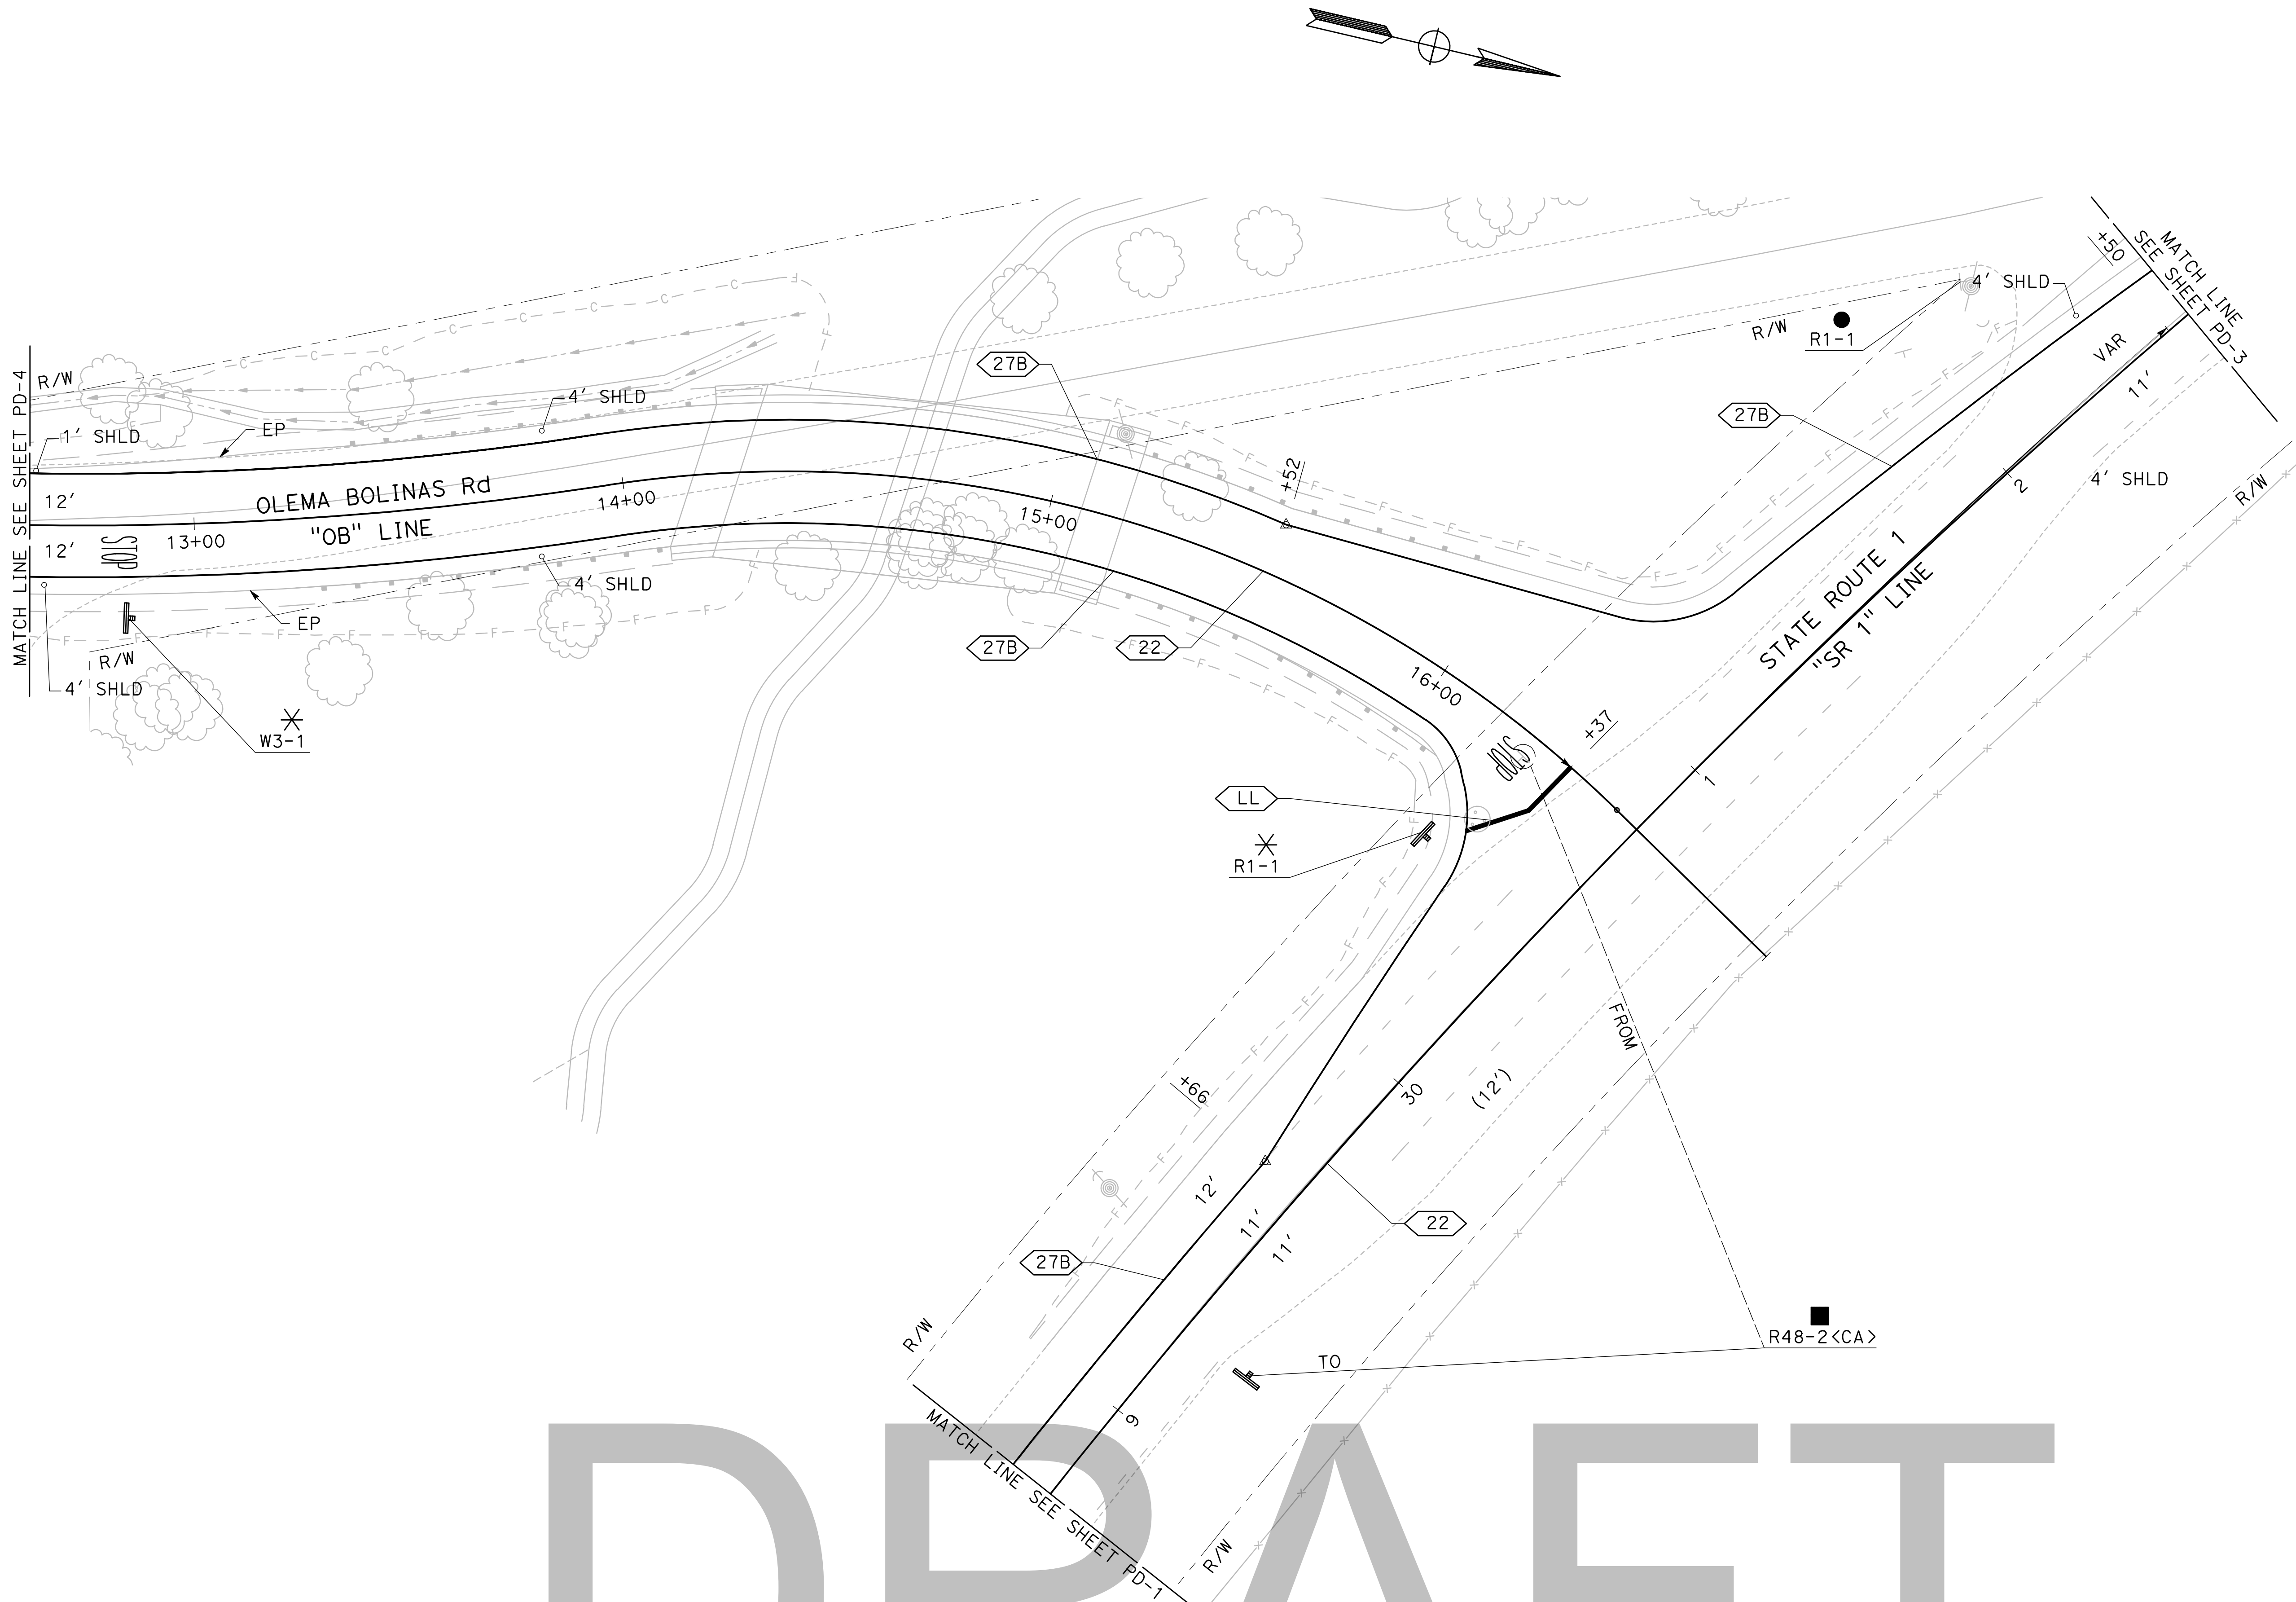 MATCH LINE SEE SHEET PD-4
R/W
1' SHLD
EP
4' SHLD
12'
OLEMA BOLINAS Rd
"OB" LINE
12'
STOP
13+00
14+00
15+00
16+00
EP
4' SHLD
R/W
4' SHLD
W3-1
27B
+52
27B
22
R/W
R1-1
4' SHLD
+50
MATCH LINE
SEE SHEET PD-3
VAR
11'
27B
2
4' SHLD
R/W
STATE ROUTE 1
"SR 1" LINE
+37
1
STOP
LL
R1-1
FROM
+66
30
(12')
12'
11'
11'
22
27B
R/W
R48-2<CA>
TO
9
MATCH LINE SEE SHEET PD-1
R/W
DRAFT
C C C C C C
F F F F F F F F F F